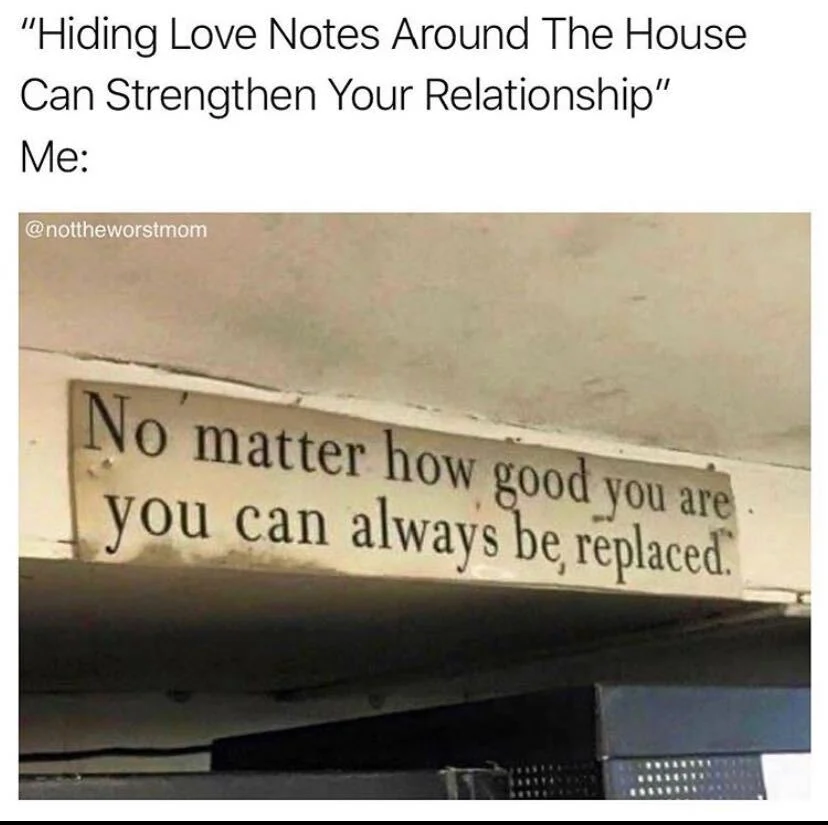 "Hiding Love Notes Around The House
Can Strengthen Your Relationship"
Me:
@nottheworstmom
No matter how good you are
you can always be replaced.